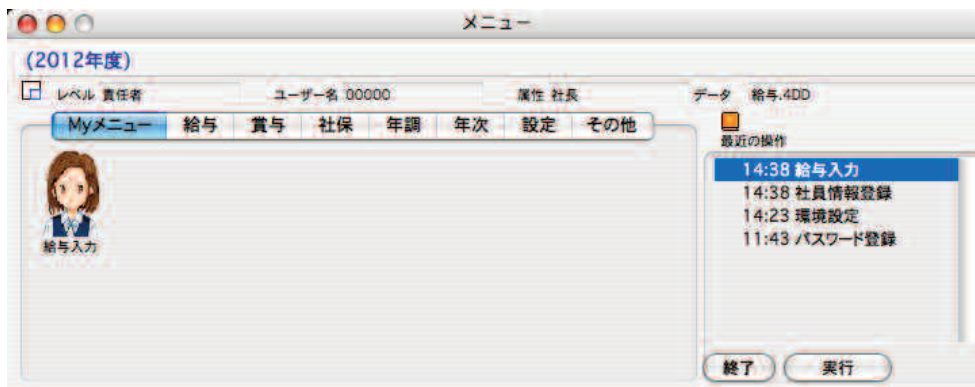 メニュー
(2012年度)
レベル 責任者 ユーザー名 00000 属性 社長 データ 給与.4DD
Myメニュー 給与 賞与 社保 年調 年次 設定 その他
最近の操作
給与入力
14:38 給与入力
14:38 社員情報登録
14:23 環境設定
11:43 パスワード登録
終了 実行